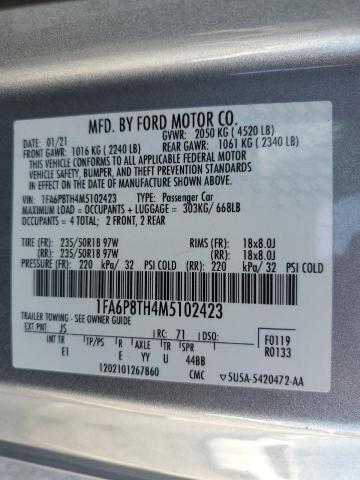 MFD. BY FORD MOTOR CO.
DATE: 01/21 GVWR: 2050 KG ( 4520 LB)
FRONT GAWR: 1016 KG ( 2240 LB) REAR GAWR: 1061 KG ( 2340 LB)
THIS VEHICLE CONFORMS TO ALL APPLICABLE FEDERAL MOTOR
VEHICLE SAFETY, BUMPER, AND THEFT PREVENTION STANDARDS
IN EFFECT ON THE DATE OF MANUFACTURE SHOWN ABOVE.
VIN: 1FA6P8TH4M5102423 TYPE: Passenger Car
MAXIMUM LOAD = OCCUPANTS + LUGGAGE = 303KG/ 668LB
OCCUPANTS = 4 TOTAL; 2 FRONT, 2 REAR
TIRE (FR): 235/50R18 97W RIMS (FR): 18x8.0J
(RR): 235/50R18 97W (RR): 18x8.0J
PRESSURE (FR): 220 kPa/ 32 PSI COLD (RR): 220 kPa/ 32 PSI COLD
1FA6P8TH4M5102423
TRAILER TOWING - SEE OWNER GUIDE
EXT PNT: JS RC: 71 DSO: F0119
INT TR TP/PS R AXLE TR SPR R0133
E1 E YY U 44BB
1202101267860 CMC 5U5A-5420472-AA